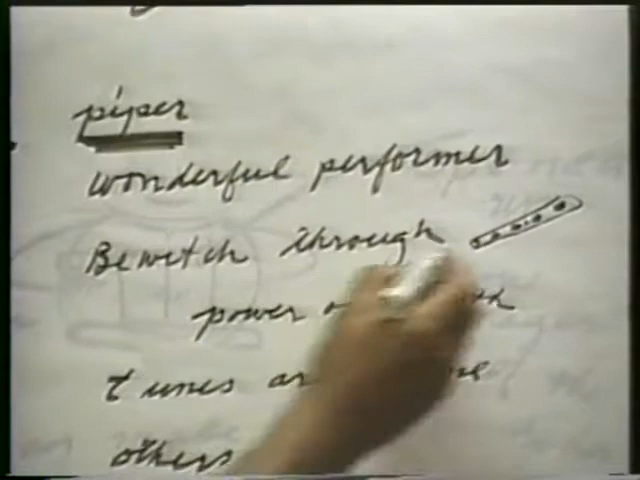 piper
wonderful performer
Bewitch through
power
tunes
others